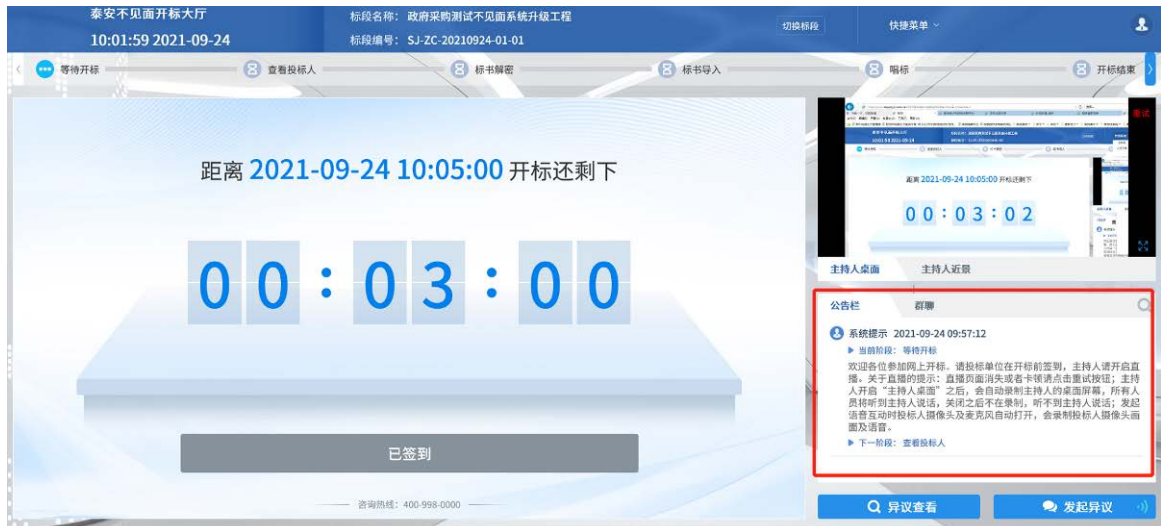 泰安不见面开标大厅
10:01:59 2021-09-24
标段名称： 政府采购测试不见面系统升级工程
标段编号： SJ-ZC-20210924-01-01
切换标段
快捷菜单
等待开标
查看投标人
标书解密
标书导入
唱标
开标结束
距离 2021-09-24 10:05:00 开标还剩下
00：03：00
已签到
咨询热线：400-998-0000
重试
距离 2021-09-24 10:05:00 开标还剩下
00：03：02
主持人桌面
主持人近景
公告栏
群聊
系统提示 2021-09-24 09:57:12
当前阶段： 等待开标
欢迎各位参加网上开标。请投标单位在开标前签到，主持人请开启直
播。关于直播的提示：直播页面消失或者卡顿请点击重试按钮；主持
人开启“主持人桌面”之后，会自动录制主持人的桌面屏幕，所有人
员将听到主持人说话，关闭之后不在录制，听不到主持人说话；发起
语音互动时投标人摄像头及麦克风自动打开，会录制投标人摄像头画
面及语音。
下一阶段： 查看投标人
异议查看
发起异议